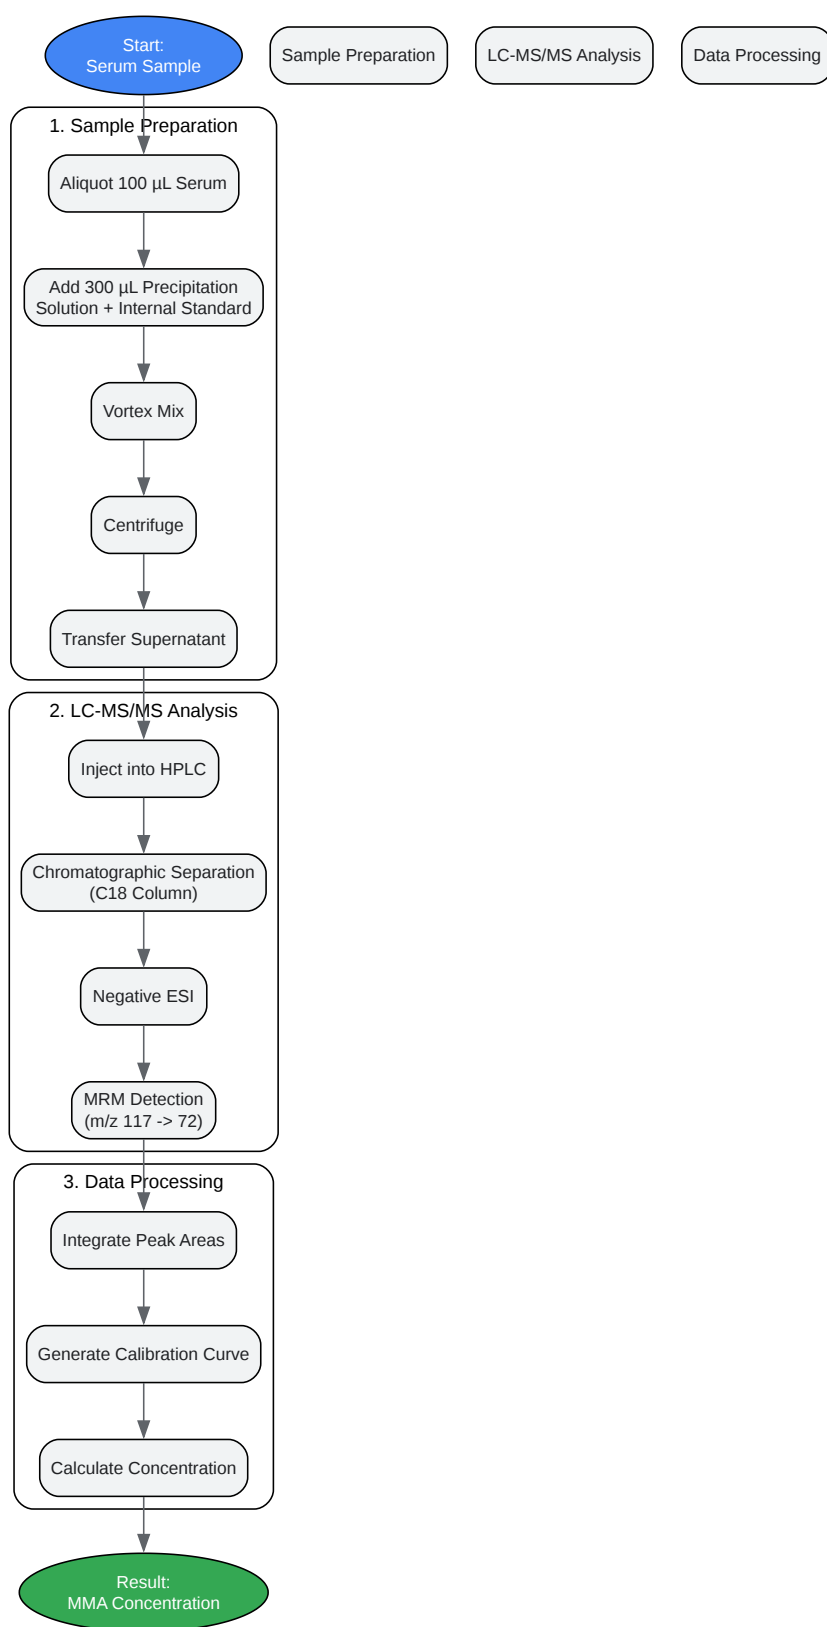 Start:
Serum Sample
Sample Preparation
LC-MS/MS Analysis
Data Processing
1. Sample Preparation
Aliquot 100 µL Serum
Add 300 µL Precipitation
Solution + Internal Standard
Vortex Mix
Centrifuge
Transfer Supernatant
2. LC-MS/MS Analysis
Inject into HPLC
Chromatographic Separation
(C18 Column)
Negative ESI
MRM Detection
(m/z 117 -> 72)
3. Data Processing
Integrate Peak Areas
Generate Calibration Curve
Calculate Concentration
Result:
MMA Concentration